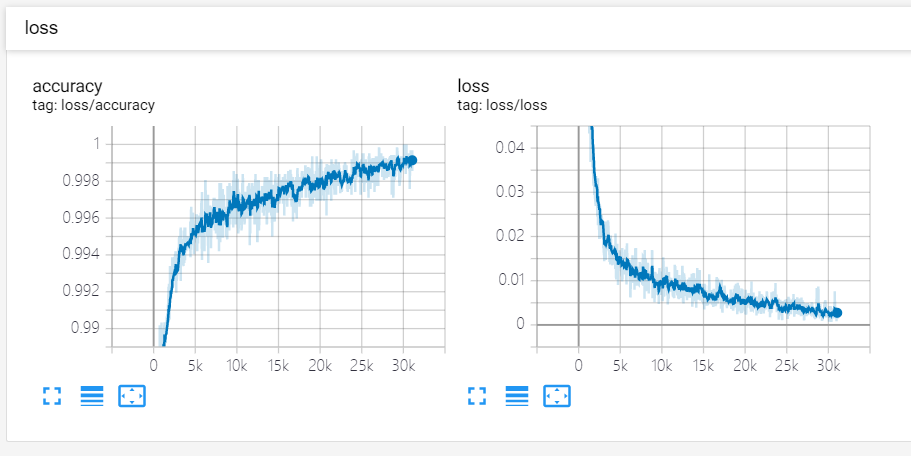 loss
accuracy
tag: loss/accuracy
1
0.998
0.996
0.994
0.992
0.99
0 5k 10k 15k 20k 25k 30k
loss
tag: loss/loss
0.04
0.03
0.02
0.01
0
0 5k 10k 15k 20k 25k 30k